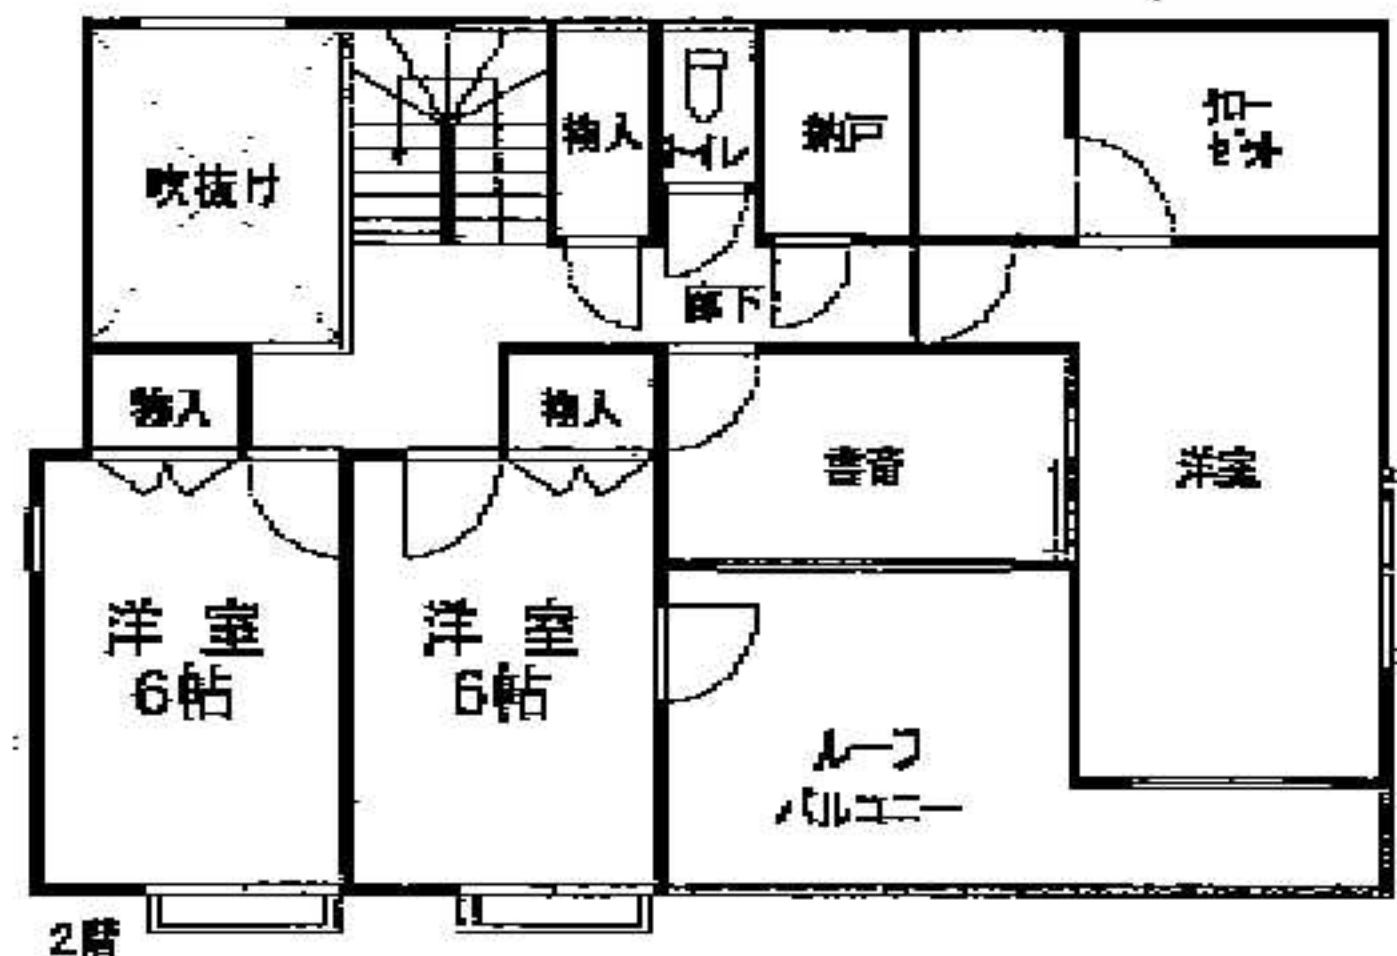 吹抜け
物入
トイレ
納戸
クローゼット
廊下
物入
物入
書斎
洋室
洋室
6帖
洋室
6帖
ルーフ
バルコニー
2階